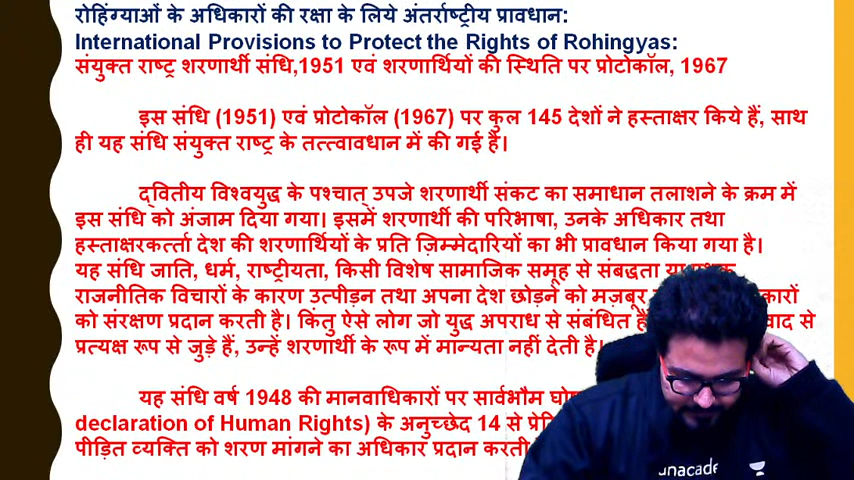 रोहिंग्याओं के अधिकारों की रक्षा के लिये अंतर्राष्ट्रीय प्रावधान:
International Provisions to Protect the Rights of Rohingyas:
संयुक्त राष्ट्र शरणार्थी संधि,1951 एवं शरणार्थियों की स्थिति पर प्रोटोकॉल, 1967
इस संधि (1951) एवं प्रोटोकॉल (1967) पर कुल 145 देशों ने हस्ताक्षर किये हैं, साथ
ही यह संधि संयुक्त राष्ट्र के तत्त्वावधान में की गई है।
द्वितीय विश्वयुद्ध के पश्चात् उपजे शरणार्थी संकट का समाधान तलाशने के क्रम में
इस संधि को अंजाम दिया गया। इसमें शरणार्थी की परिभाषा, उनके अधिकार तथा
हस्ताक्षरकर्त्ता देश की शरणार्थियों के प्रति ज़िम्मेदारियों का भी प्रावधान किया गया है।
यह संधि जाति, धर्म, राष्ट्रीयता, किसी विशेष सामाजिक समूह से संबद्धता या
राजनीतिक विचारों के कारण उत्पीड़न तथा अपना देश छोड़ने को मज़बूर
को संरक्षण प्रदान करती है। किंतु ऐसे लोग जो युद्ध अपराध से संबंधित से
प्रत्यक्ष रूप से जुड़े हैं, उन्हें शरणार्थी के रूप में मान्यता नहीं देती है।
यह संधि वर्ष 1948 की मानवाधिकारों पर सार्वभौम
declaration of Human Rights) के अनुच्छेद 14 से
पीड़ित व्यक्ति को शरण मांगने का अधिकार प्रदान करती
unacade